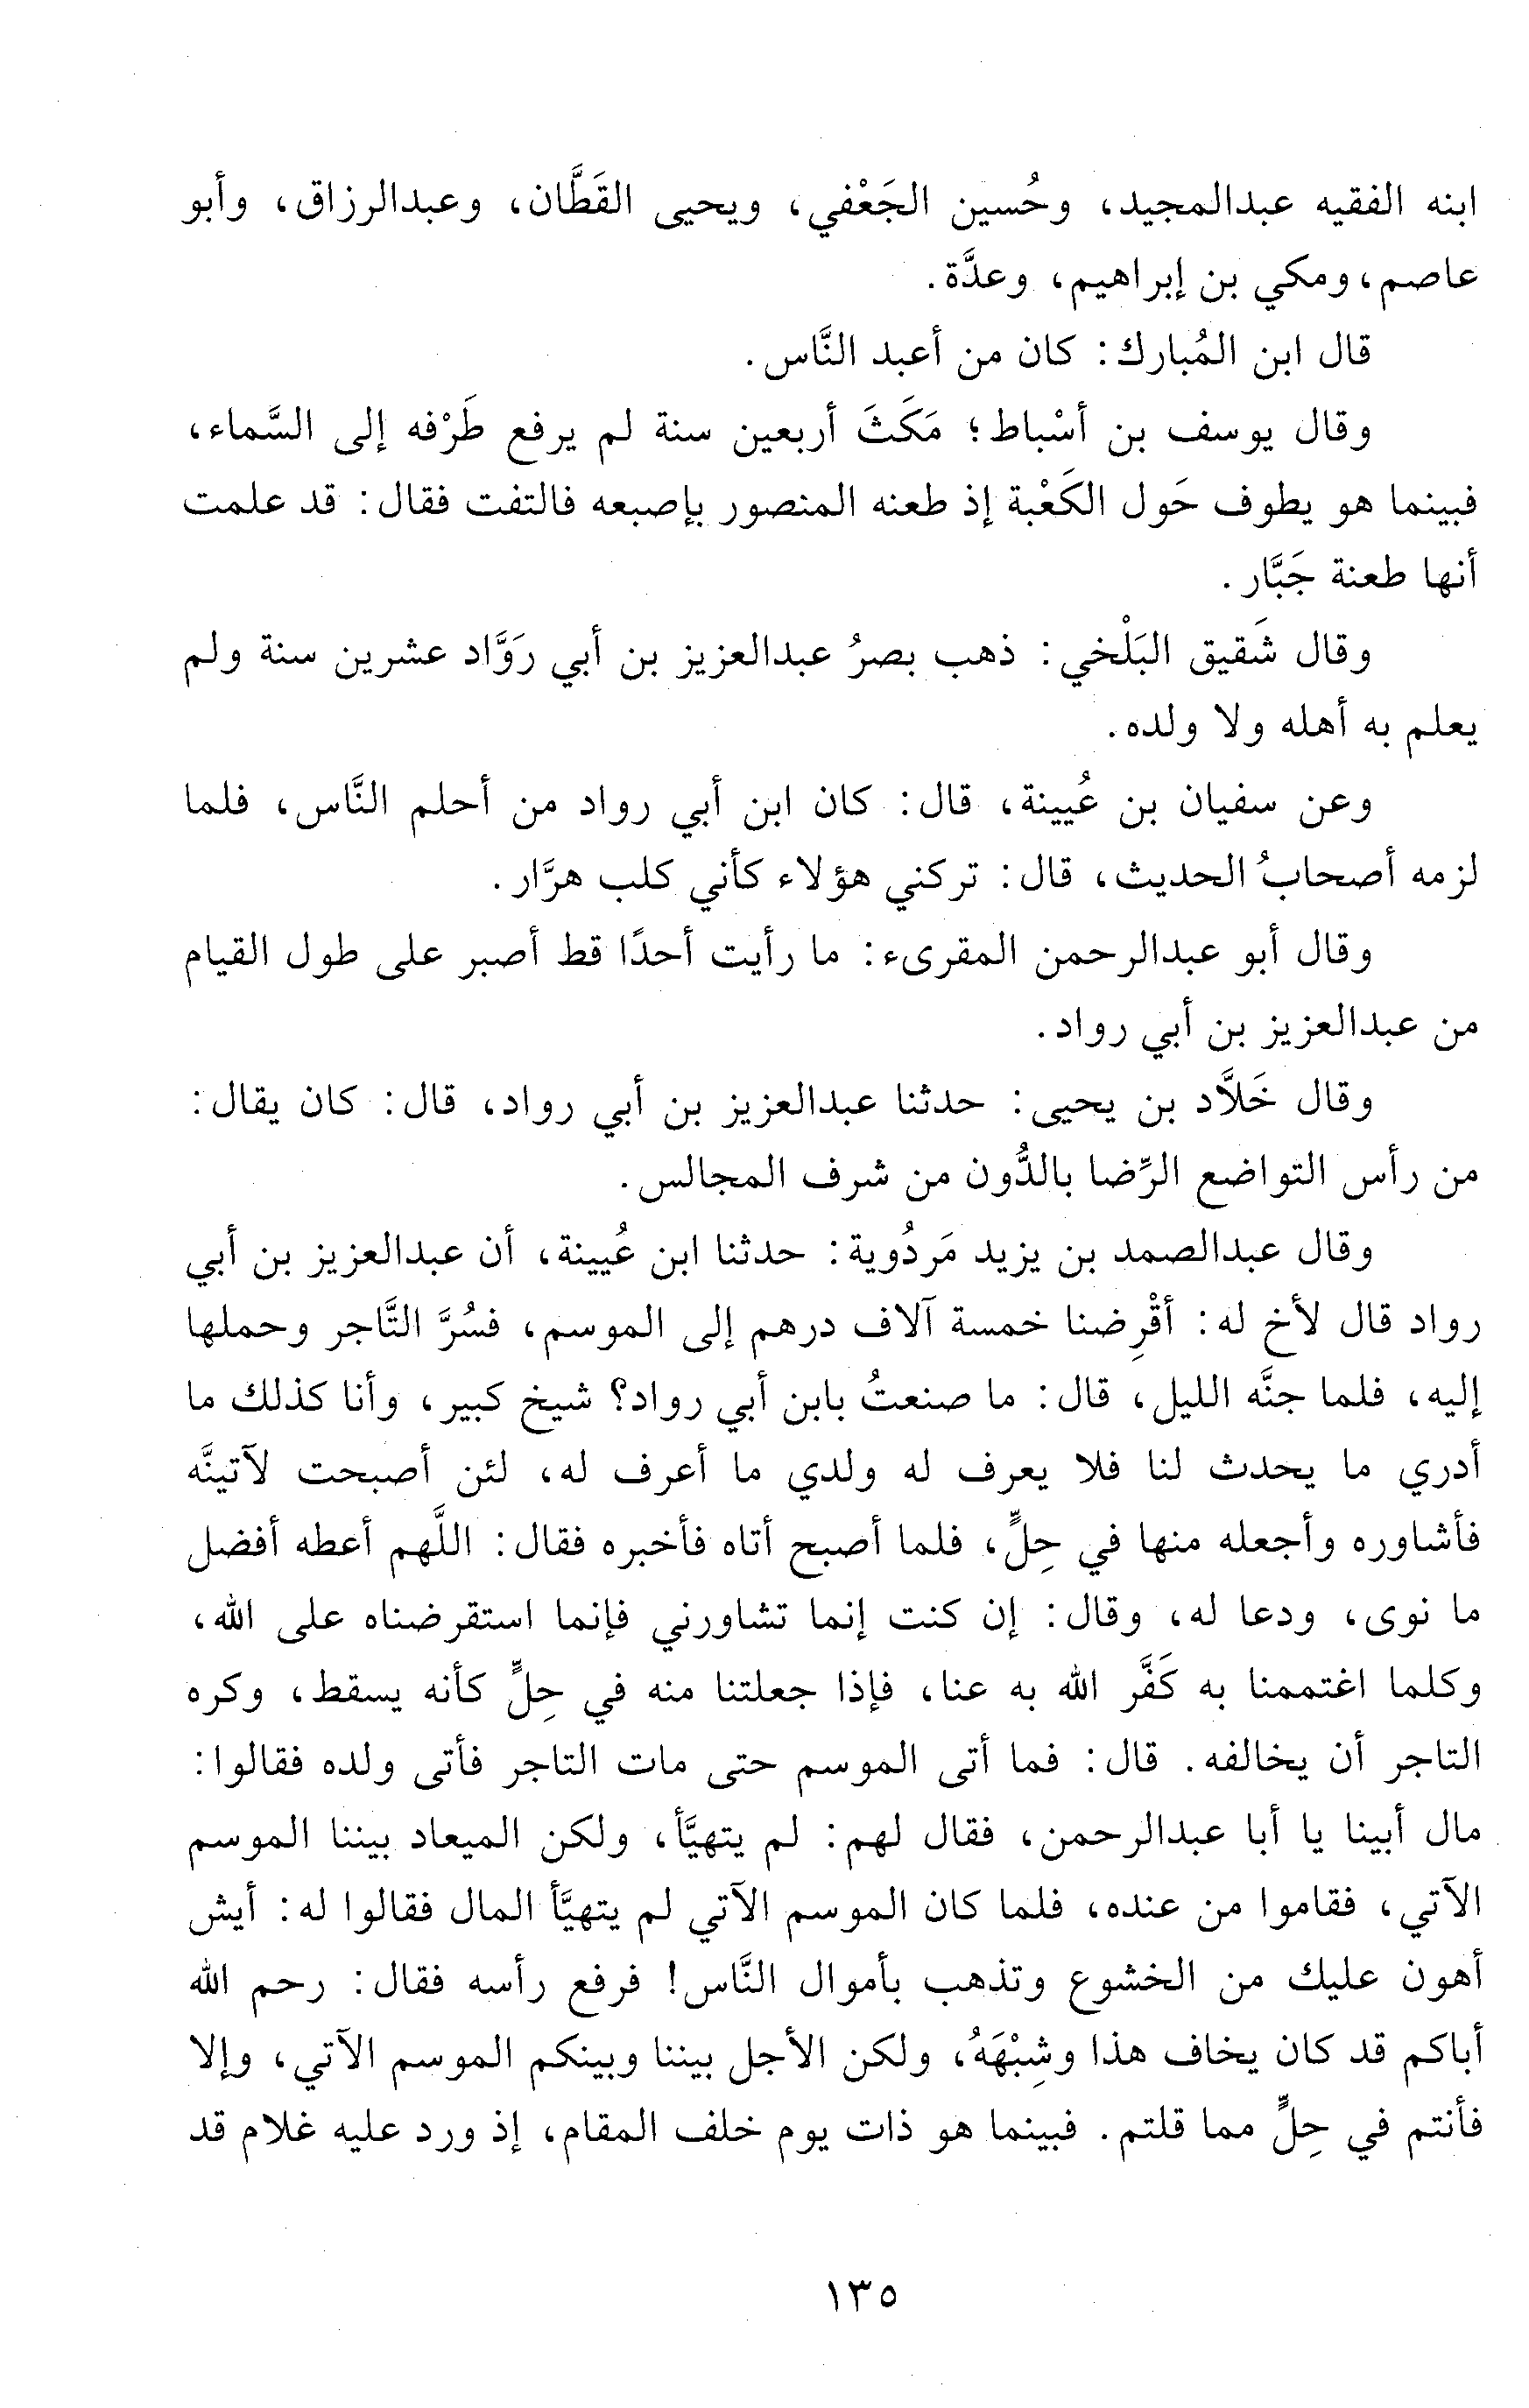 ابنه الفقيه عبدالمجيد، وحُسين الجَعْفي، ويحيى القَطَّان، وعبدالرزاق، وأبو
عاصم، ومكي بن إبراهيم، وعدَّة.
قال ابن المُبارك: كان من أعبد النَّاس.
وقال يوسف بن أسْباط؛ مَكَثَ أربعين سنة لم يرفع طَرْفه إلى السَّماء،
فبينما هو يطوف حَول الكَعْبة إذ طعنه المنصور بإصبعه فالتفت فقال: قد علمت
أنها طعنة جَبَّار.
وقال شَقيق البَلْخي: ذهب بصرُ عبدالعزيز بن أبي رَوَّاد عشرين سنة ولم
يعلم به أهله ولا ولده.
وعن سفيان بن عُيينة، قال: كان ابن أبي رواد من أحلم النَّاس، فلما
لزمه أصحابُ الحديث، قال: تركني هؤلاء كأني كلب هرَّار.
وقال أبو عبدالرحمن المقرىء: ما رأيت أحدًا قط أصبر على طول القيام
من عبدالعزيز بن أبي رواد.
وقال خَلَّاد بن يحيى: حدثنا عبدالعزيز بن أبي رواد، قال: كان يقال:
من رأس التواضع الرِّضا بالدُّون من شرف المجالس.
وقال عبدالصمد بن يزيد مَردُوية: حدثنا ابن عُيينة، أن عبدالعزيز بن أبي
رواد قال لأخ له: أقْرِضنا خمسة آلاف درهم إلى الموسم، فسُرَّ التَّاجر وحملها
إليه، فلما جنَّه الليل، قال: ما صنعتُ بابن أبي رواد؟ شيخ كبير، وأنا كذلك ما
أدري ما يحدث لنا فلا يعرف له ولدي ما أعرف له، لئن أصبحت لآتينَّه
فأشاوره وأجعله منها في حِلٍّ، فلما أصبح أتاه فأخبره فقال: اللَّهم أعطه أفضل
ما نوى، ودعا له، وقال: إن كنت إنما تشاورني فإنما استقرضناه على الله،
وكلما اغتممنا به كَفَّر الله به عنا، فإذا جعلتنا منه في حِلٍّ كأنه يسقط، وكره
التاجر أن يخالفه. قال: فما أتى الموسم حتى مات التاجر فأتى ولده فقالوا:
مال أبينا يا أبا عبدالرحمن، فقال لهم: لم يتهيَّأ، ولكن الميعاد بيننا الموسم
الآتي، فقاموا من عنده، فلما كان الموسم الآتي لم يتهيَّأ المال فقالوا له: أيش
أهون عليك من الخشوع وتذهب بأموال النَّاس! فرفع رأسه فقال: رحم الله
أباكم قد كان يخاف هذا وشِبْهَهُ، ولكن الأجل بيننا وبينكم الموسم الآتي، وإلا
فأنتم في حِلٍّ مما قلتم. فبينما هو ذات يوم خلف المقام، إذ ورد عليه غلام قد
١٣٥